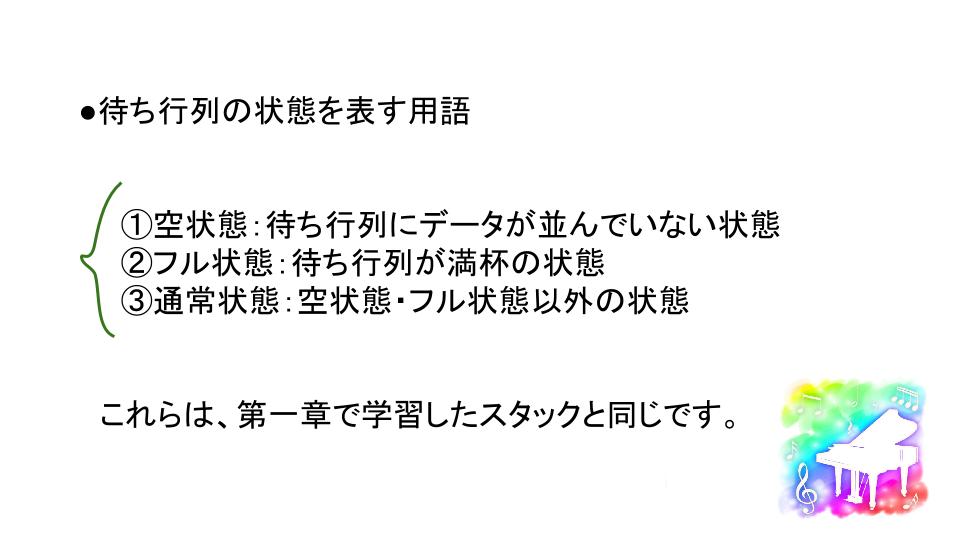 ●待ち行列の状態を表す用語
①空状態：待ち行列にデータが並んでいない状態
②フル状態：待ち行列が満杯の状態
③通常状態：空状態・フル状態以外の状態
これらは、第一章で学習したスタックと同じです。